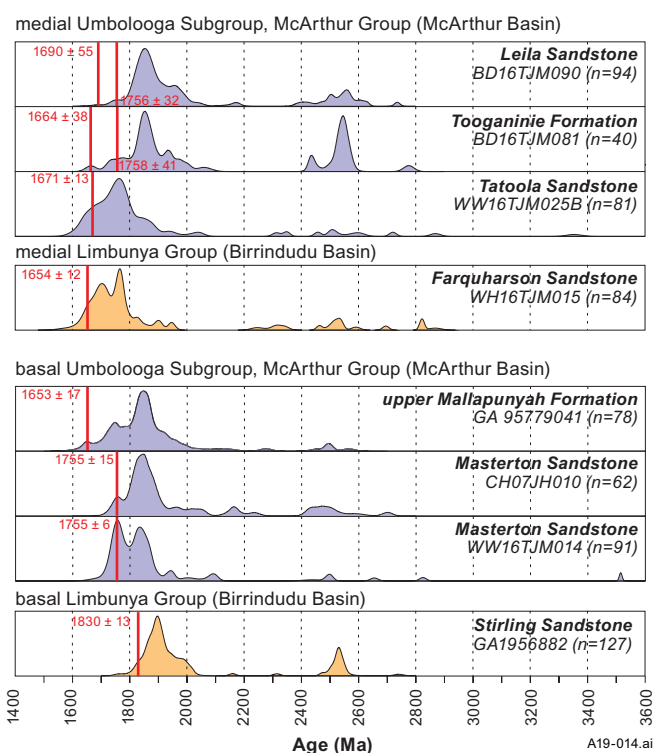 medial Umbolooga Subgroup, McArthur Group (McArthur Basin)
1690 ± 55
Leila Sandstone
BD16TJM090 (n=94)
1756 ± 32
1664 ± 38
Tooganinie Formation
BD16TJM081 (n=40)
1758 ± 41
1671 ± 13
Tatoola Sandstone
WW16TJM025B (n=81)
medial Limbunya Group (Birrindudu Basin)
1654 ± 12
Farquharson Sandstone
WH16TJM015 (n=84)
basal Umbolooga Subgroup, McArthur Group (McArthur Basin)
1653 ± 17
upper Mallapunyah Formation
GA 95779041 (n=78)
1755 ± 15
Masterton Sandstone
CH07JH010 (n=62)
1755 ± 6
Masterton Sandstone
WW16TJM014 (n=91)
basal Limbunya Group (Birrindudu Basin)
1830 ± 13
Stirling Sandstone
GA1956882 (n=127)
1400 1600 1800 2000 2200 2400 2600 2800 3000 3200 3400 3600
Age (Ma)
A19-014.ai